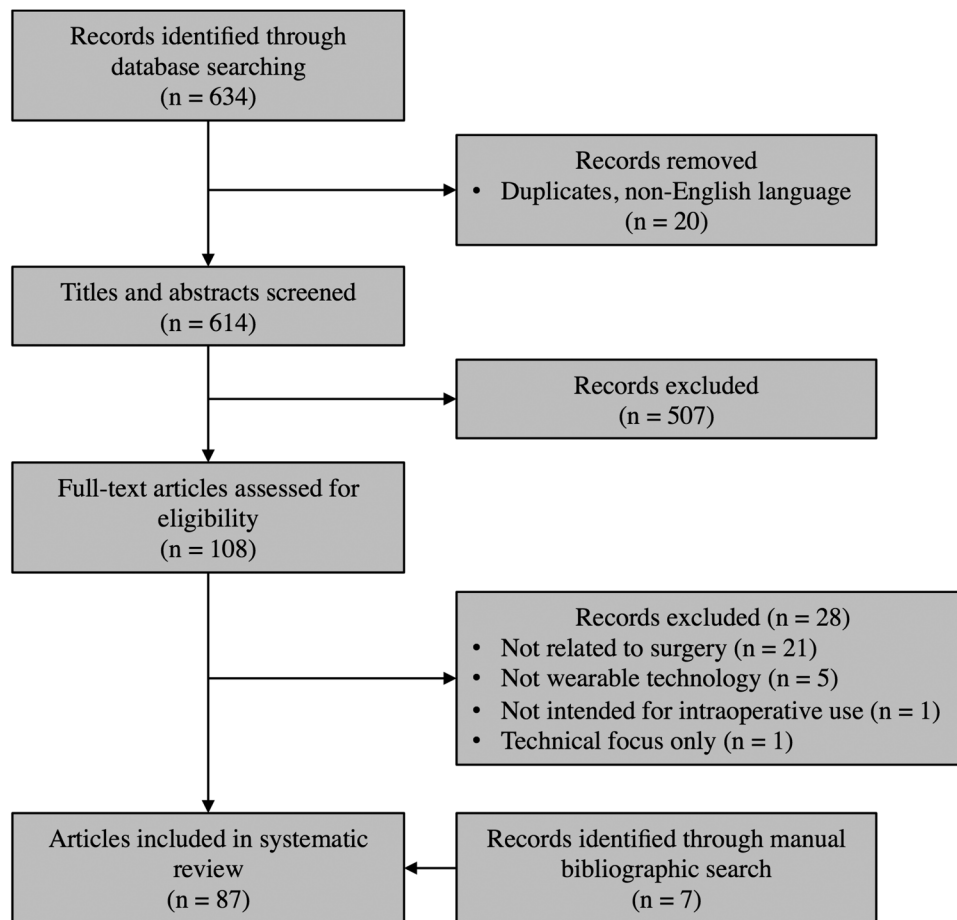 Records identified through
database searching
(n = 634)
Records removed
• Duplicates, non-English language
(n = 20)
Titles and abstracts screened
(n = 614)
Records excluded
(n = 507)
Full-text articles assessed for
eligibility
(n = 108)
Records excluded (n = 28)
• Not related to surgery (n = 21)
• Not wearable technology (n = 5)
• Not intended for intraoperative use (n = 1)
• Technical focus only (n = 1)
Articles included in systematic
review
(n = 87)
Records identified through manual
bibliographic search
(n = 7)